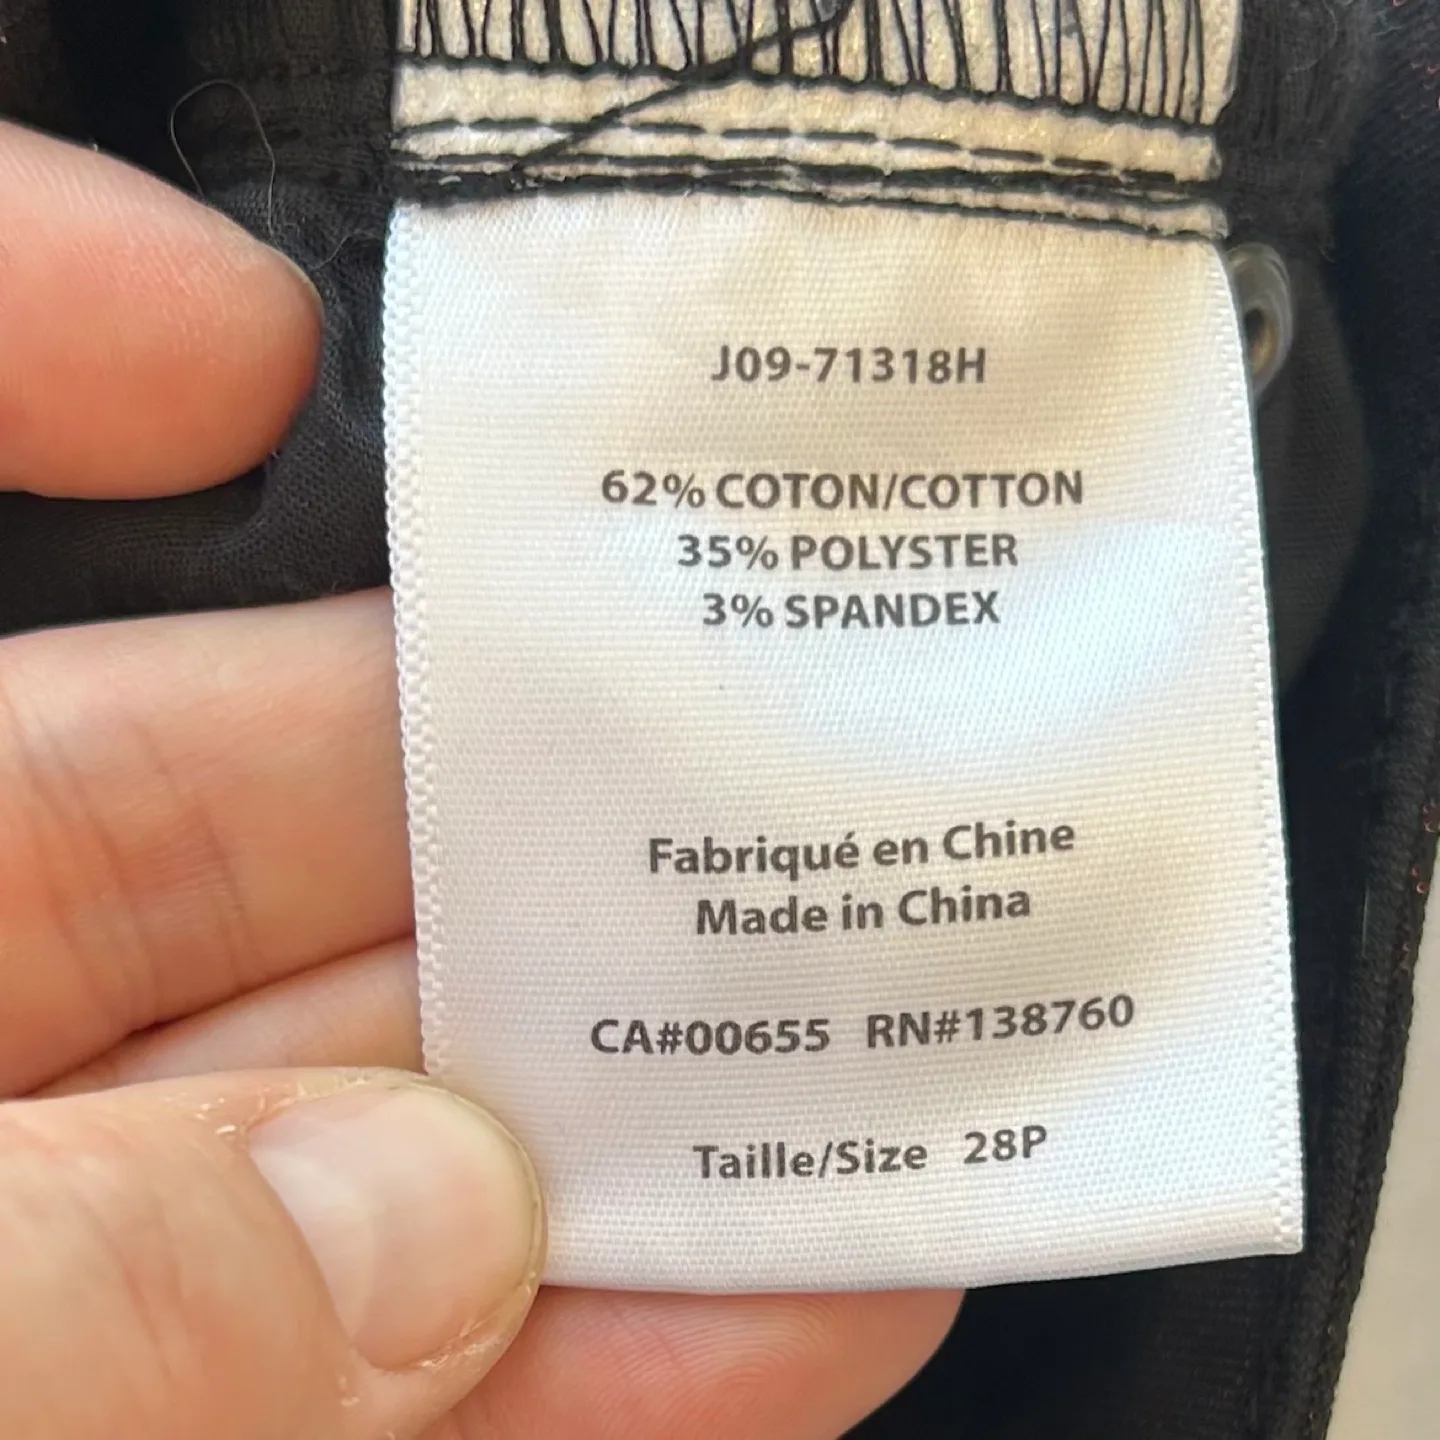 J09-71318H
62% COTON/COTTON
35% POLYSTER
3% SPANDEX
Fabriqué en Chine
Made in China
CA#00655 RN#138760
Taille/Size 28P